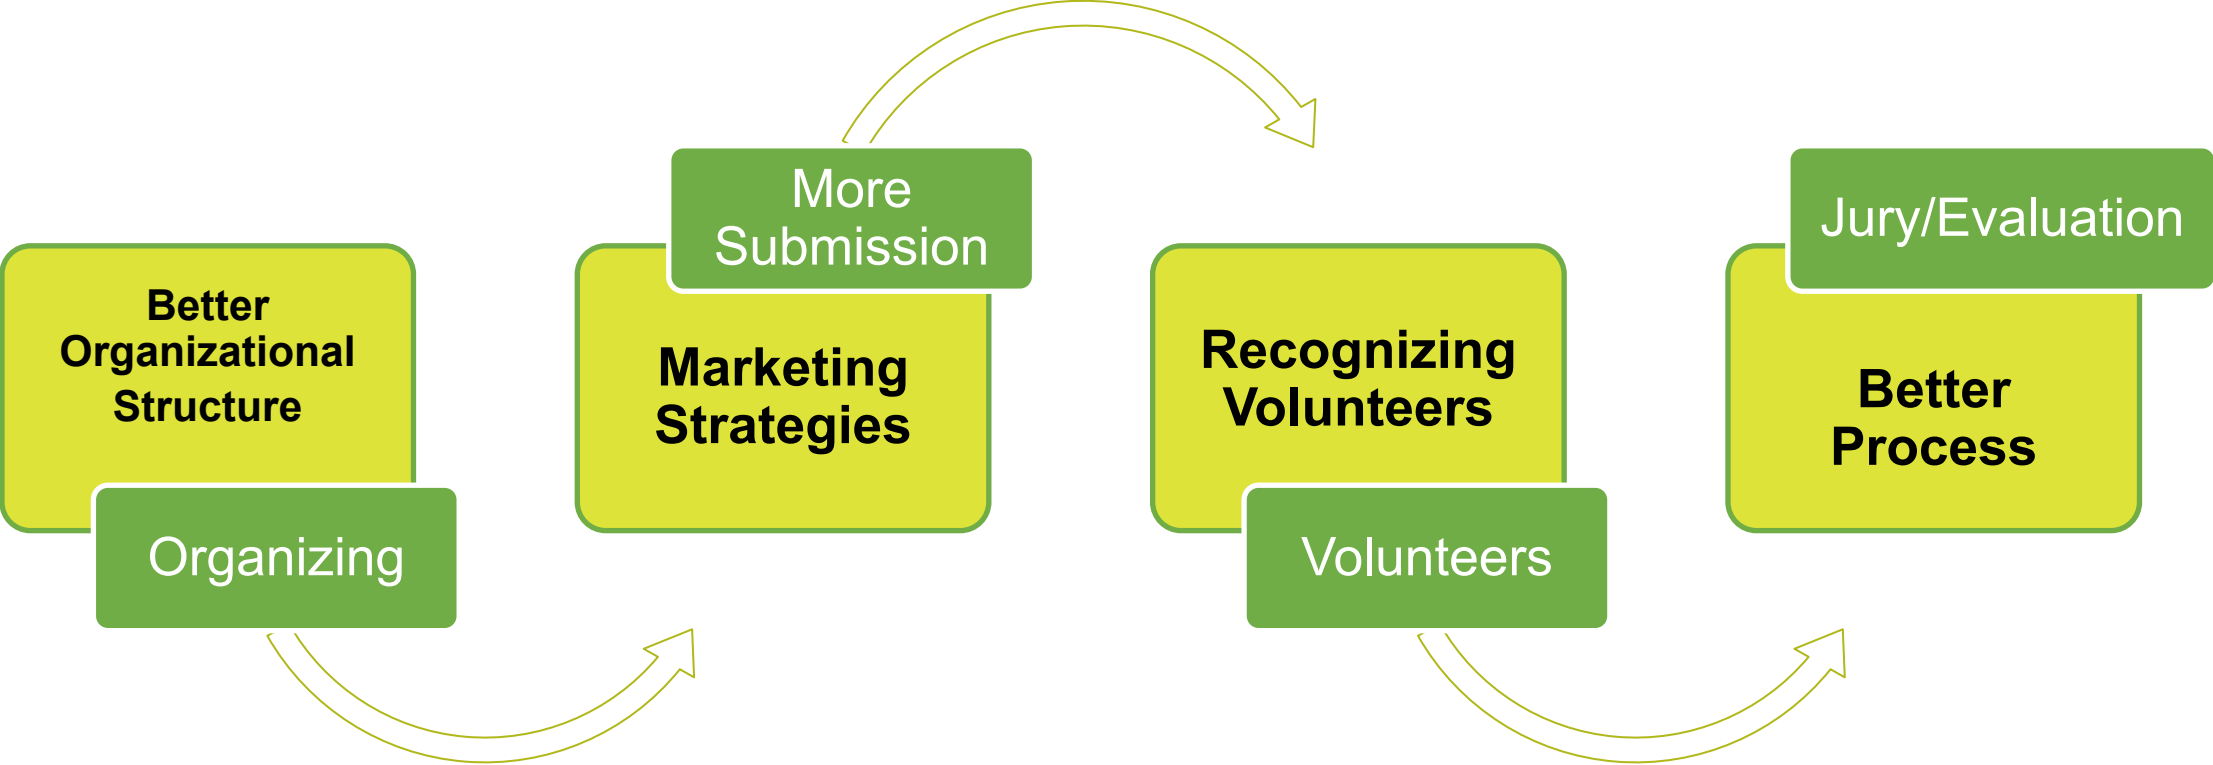 Better
Organizational
Structure
Organizing
More
Submission
Marketing
Strategies
Recognizing
Volunteers
Volunteers
Jury/Evaluation
Better
Process